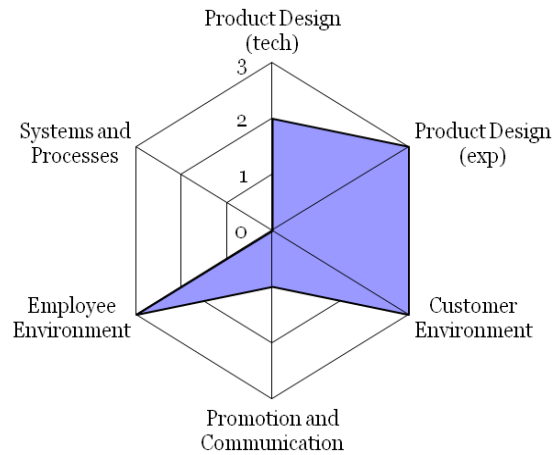 Product Design
(tech)
3
Systems and
Processes
2
Product Design
(exp)
1
0
Employee
Environment
Customer
Environment
Promotion and
Communication